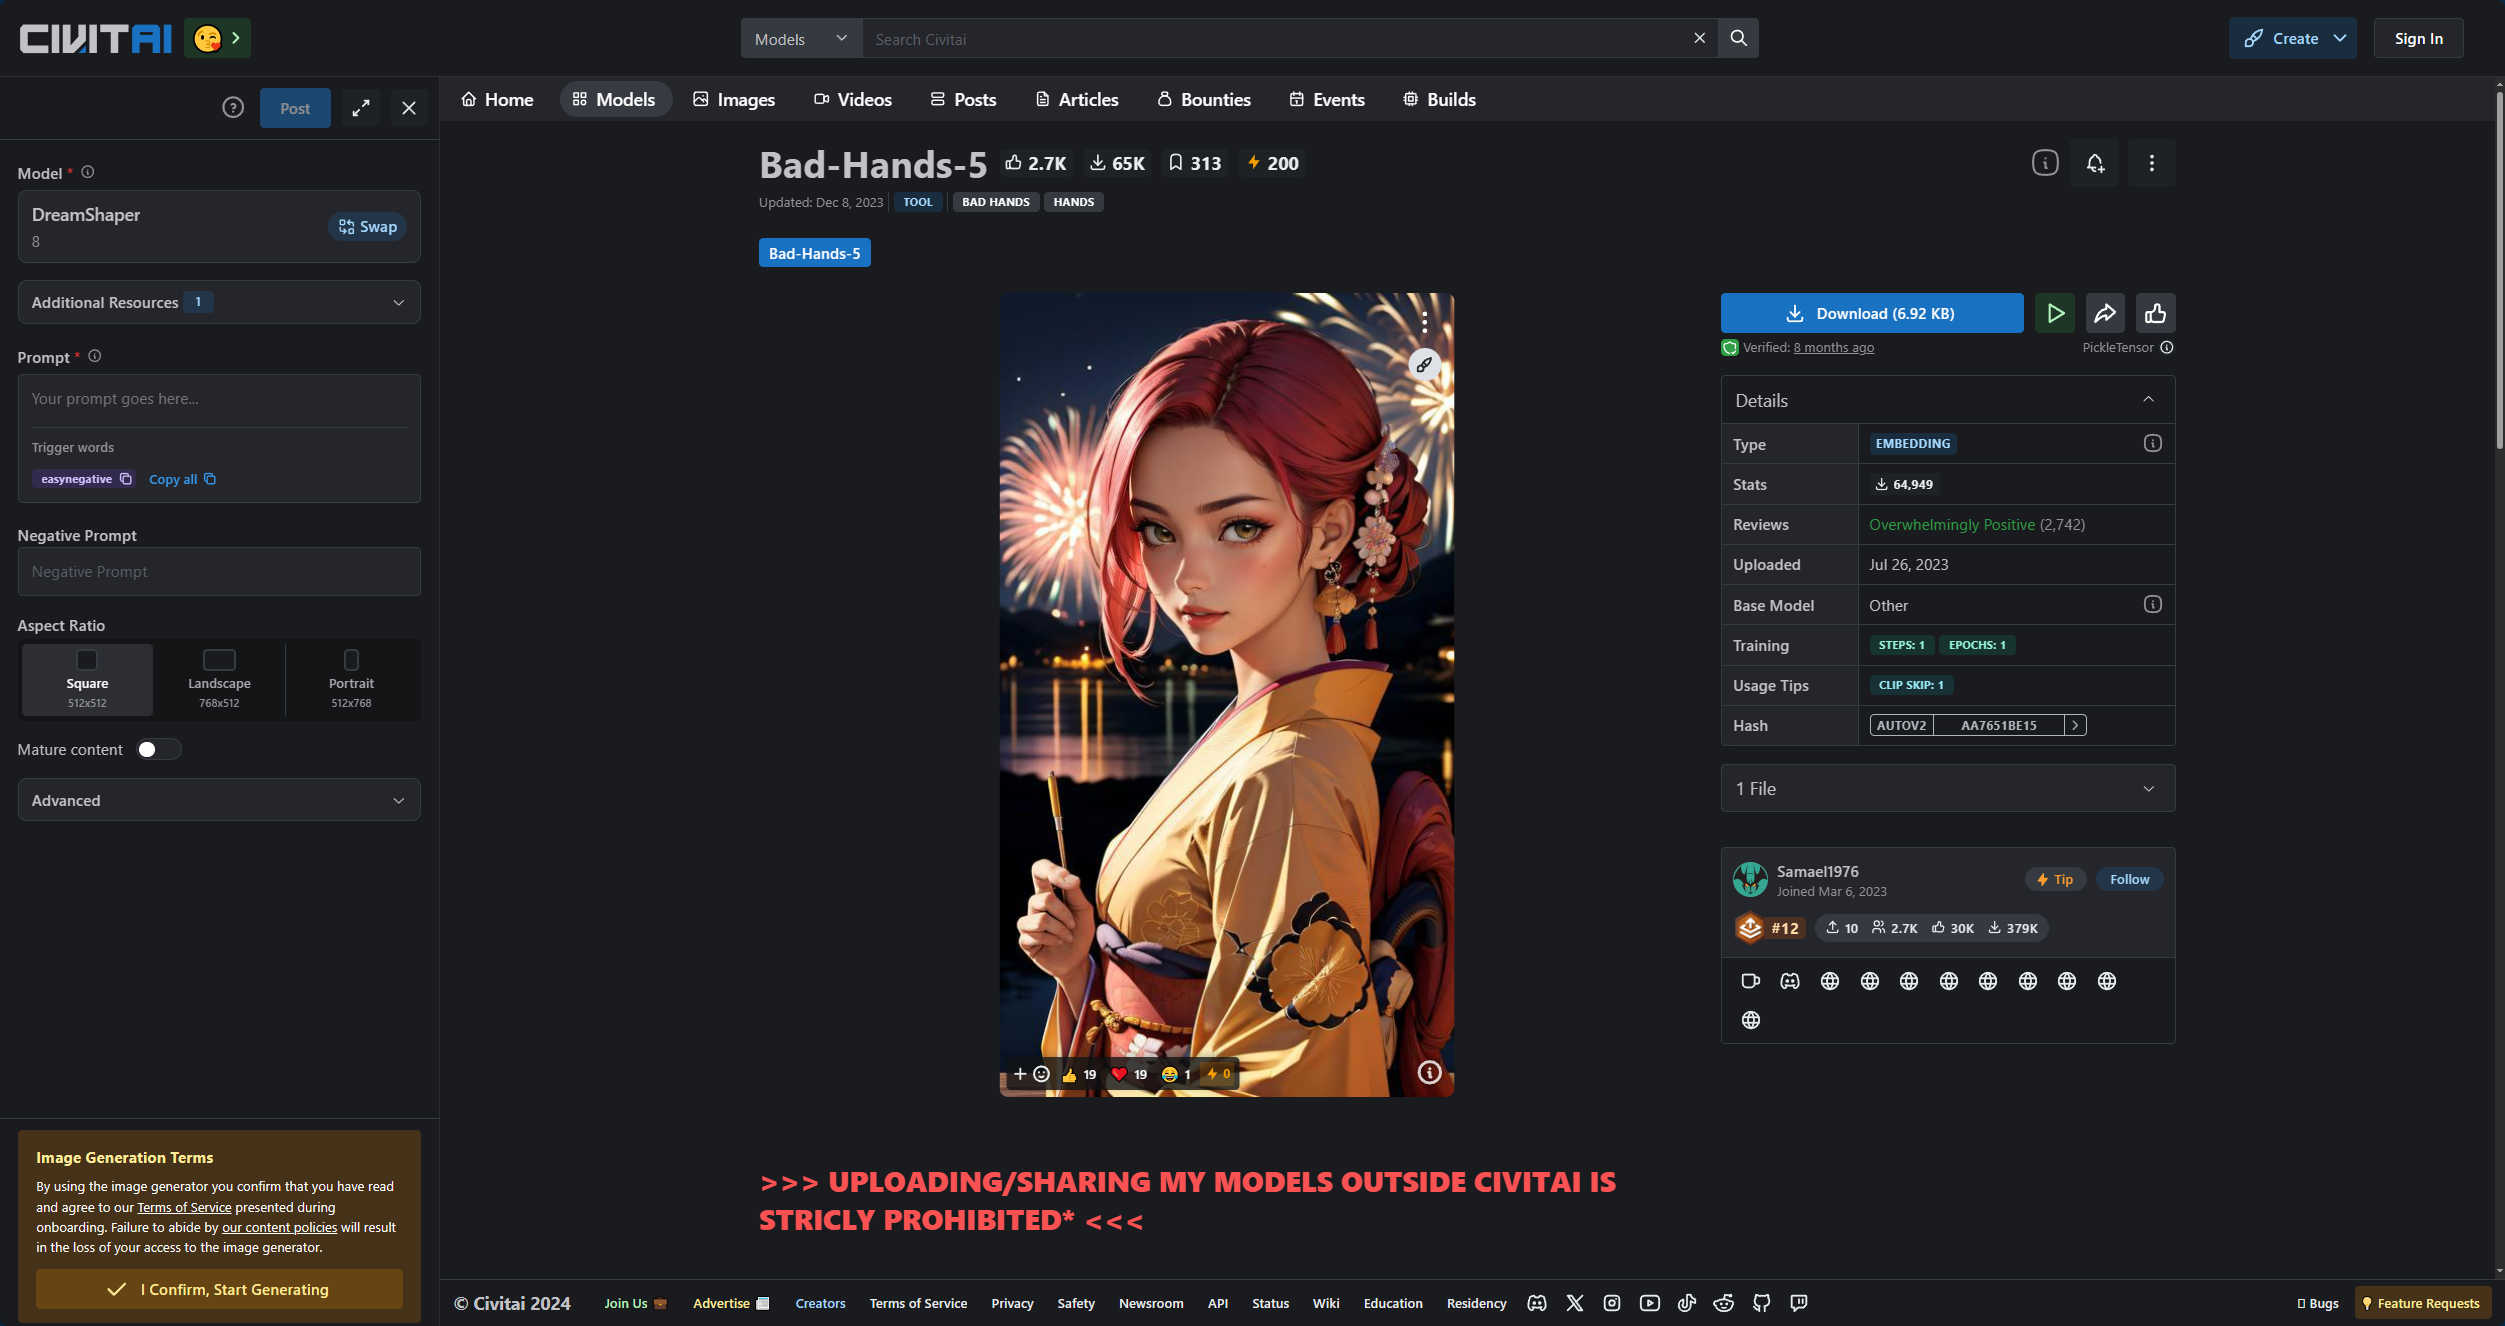 CIVITAI
Models
Search Civitai
Create
Sign In
Post
Home
Models
Images
Videos
Posts
Articles
Bounties
Events
Builds
Model *
DreamShaper
8
Swap
Additional Resources 1
Prompt *
Your prompt goes here...
Trigger words
easynegative
Copy all
Negative Prompt
Negative Prompt
Aspect Ratio
Square
512x512
Landscape
768x512
Portrait
512x768
Mature content
Advanced
Image Generation Terms
By using the image generator you confirm that you have read
and agree to our Terms of Service presented during
onboarding. Failure to abide by our content policies will result
in the loss of your access to the image generator.
I Confirm, Start Generating
Bad-Hands-5 2.7K 65K 313 200
Updated: Dec 8, 2023 TOOL BAD HANDS HANDS
Bad-Hands-5
19 19 1 0
Download (6.92 KB)
Verified: 8 months ago
PickleTensor
Details
Type EMBEDDING
Stats 64,949
Reviews Overwhelmingly Positive (2,742)
Uploaded Jul 26, 2023
Base Model Other
Training STEPS: 1 EPOCHS: 1
Usage Tips CLIP SKIP: 1
Hash AUTOV2 AA7651BE15
1 File
Samael1976
Joined Mar 6, 2023
Tip
Follow
#12 10 2.7K 30K 379K
>>> UPLOADING/SHARING MY MODELS OUTSIDE CIVITAI IS
STRICLY PROHIBITED* <<<
© Civitai 2024
Join Us
Advertise
Creators
Terms of Service
Privacy
Safety
Newsroom
API
Status
Wiki
Education
Residency
Bugs
Feature Requests